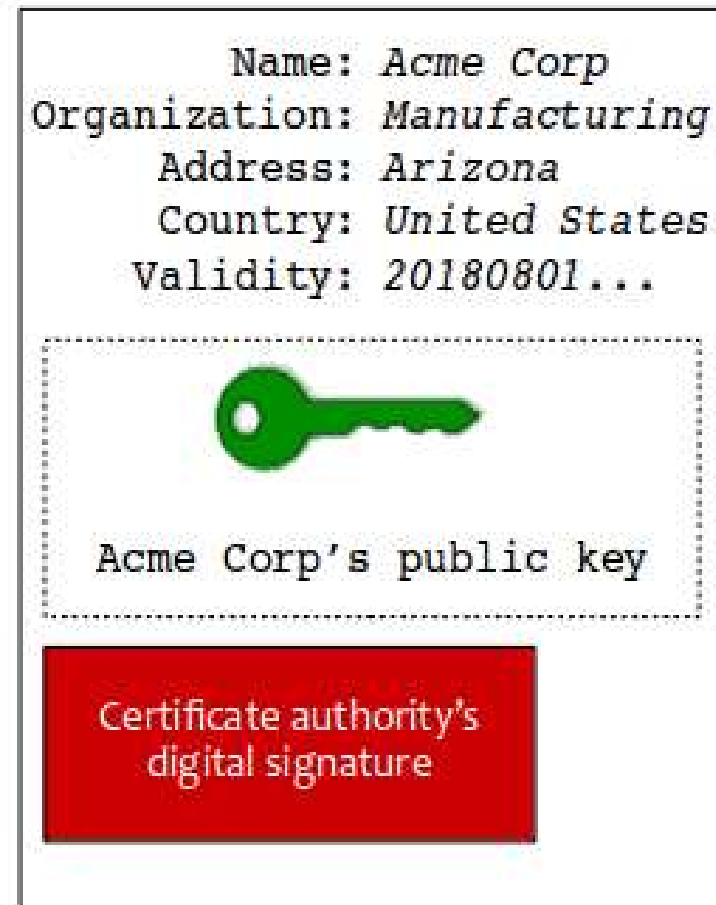 Name: Acme Corp
Organization: Manufacturing
Address: Arizona
Country: United States
Validity: 20180801...
Acme Corp’s public key
Certificate authority’s
digital signature